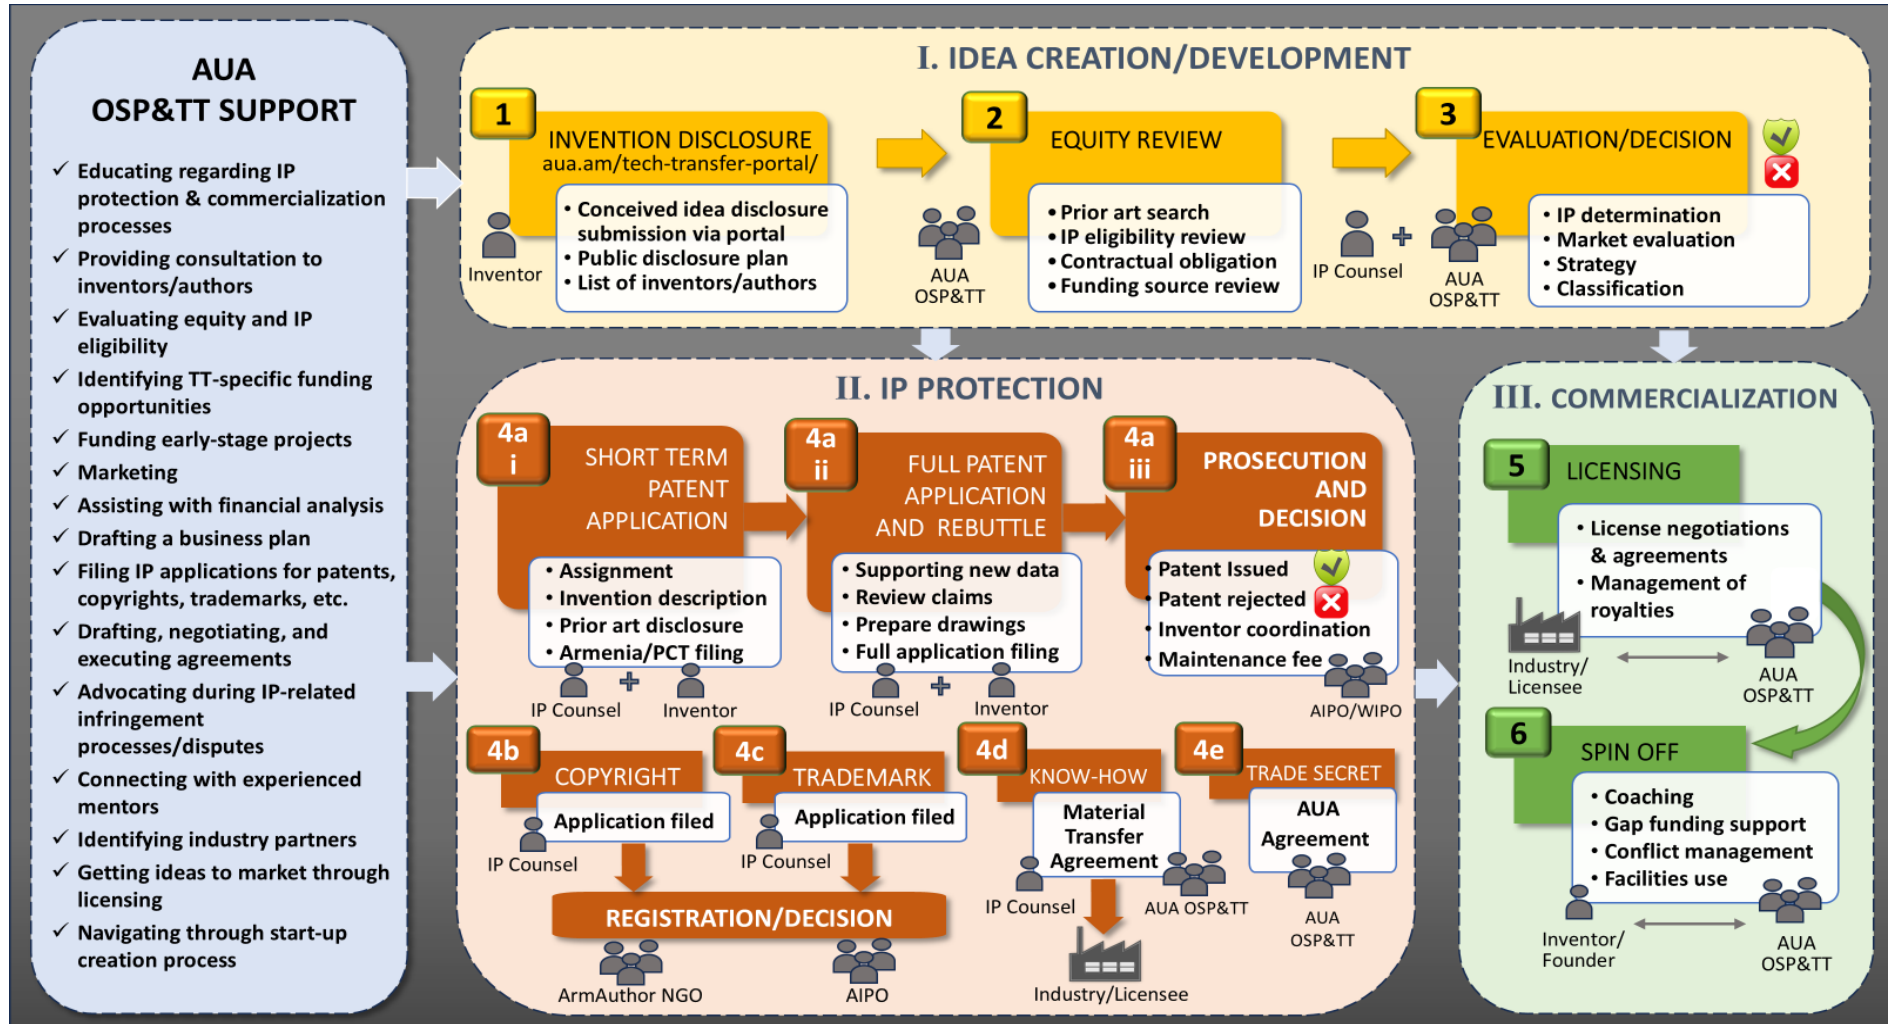 AUA
OSP&TT SUPPORT
✓ Educating regarding IP
protection & commercialization
processes
✓ Providing consultation to
inventors/authors
✓ Evaluating equity and IP
eligibility
✓ Identifying TT-specific funding
opportunities
✓ Funding early-stage projects
✓ Marketing
✓ Assisting with financial analysis
✓ Drafting a business plan
✓ Filing IP applications for patents,
copyrights, trademarks, etc.
✓ Drafting, negotiating, and
executing agreements
✓ Advocating during IP-related
infringement
processes/disputes
✓ Connecting with experienced
mentors
✓ Identifying industry partners
✓ Getting ideas to market through
licensing
✓ Navigating through start-up
creation process
I. IDEA CREATION/DEVELOPMENT
1
INVENTION DISCLOSURE
aua.am/tech-transfer-portal/
• Conceived idea disclosure
submission via portal
• Public disclosure plan
• List of inventors/authors
Inventor
2
EQUITY REVIEW
• Prior art search
• IP eligibility review
• Contractual obligation
• Funding source review
AUA
OSP&TT
3
EVALUATION/DECISION
• IP determination
• Market evaluation
• Strategy
• Classification
IP Counsel
+
AUA
OSP&TT
II. IP PROTECTION
4a
i
SHORT TERM
PATENT
APPLICATION
• Assignment
• Invention description
• Prior art disclosure
• Armenia/PCT filing
+
IP Counsel
Inventor
4a
ii
FULL PATENT
APPLICATION
AND REBUTTLE
• Supporting new data
• Review claims
• Prepare drawings
• Full application filing
+
IP Counsel
Inventor
4a
iii
PROSECUTION
AND
DECISION
• Patent Issued
• Patent rejected
• Inventor coordination
• Maintenance fee
AIPO/WIPO
4b
COPYRIGHT
Application filed
IP Counsel
4c
TRADEMARK
Application filed
IP Counsel
REGISTRATION/DECISION
ArmAuthor NGO
AIPO
4d
KNOW-HOW
Material
Transfer
Agreement
IP Counsel
AUA OSP&TT
Industry/Licensee
4e
TRADE SECRET
AUA
Agreement
AUA
OSP&TT
III. COMMERCIALIZATION
5
LICENSING
• License negotiations
& agreements
• Management of
royalties
Industry/
Licensee
AUA
OSP&TT
6
SPIN OFF
• Coaching
• Gap funding support
• Conflict management
• Facilities use
Inventor/
Founder
AUA
OSP&TT